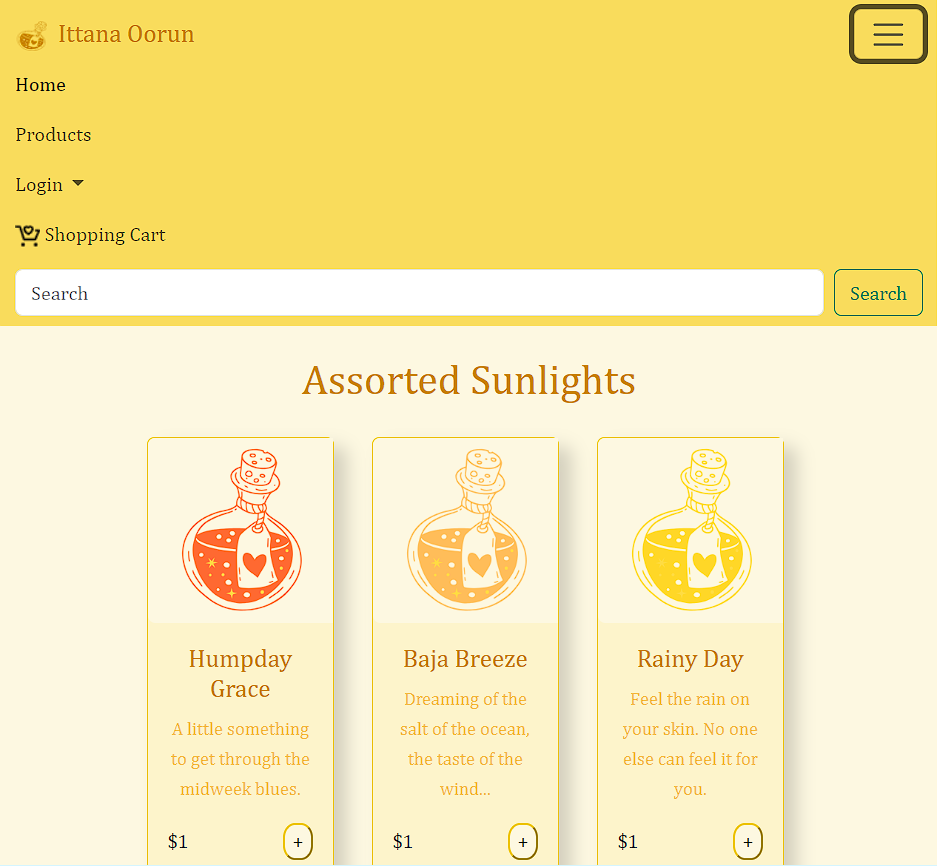 Ittana Oorun
Home
Products
Login
Shopping Cart
Search
Search
Assorted Sunlights
Humpday
Grace
A little something
to get through the
midweek blues.
$1
+
Baja Breeze
Dreaming of the
salt of the ocean,
the taste of the
wind...
$1
+
Rainy Day
Feel the rain on
your skin. No one
else can feel it for
you.
$1
+